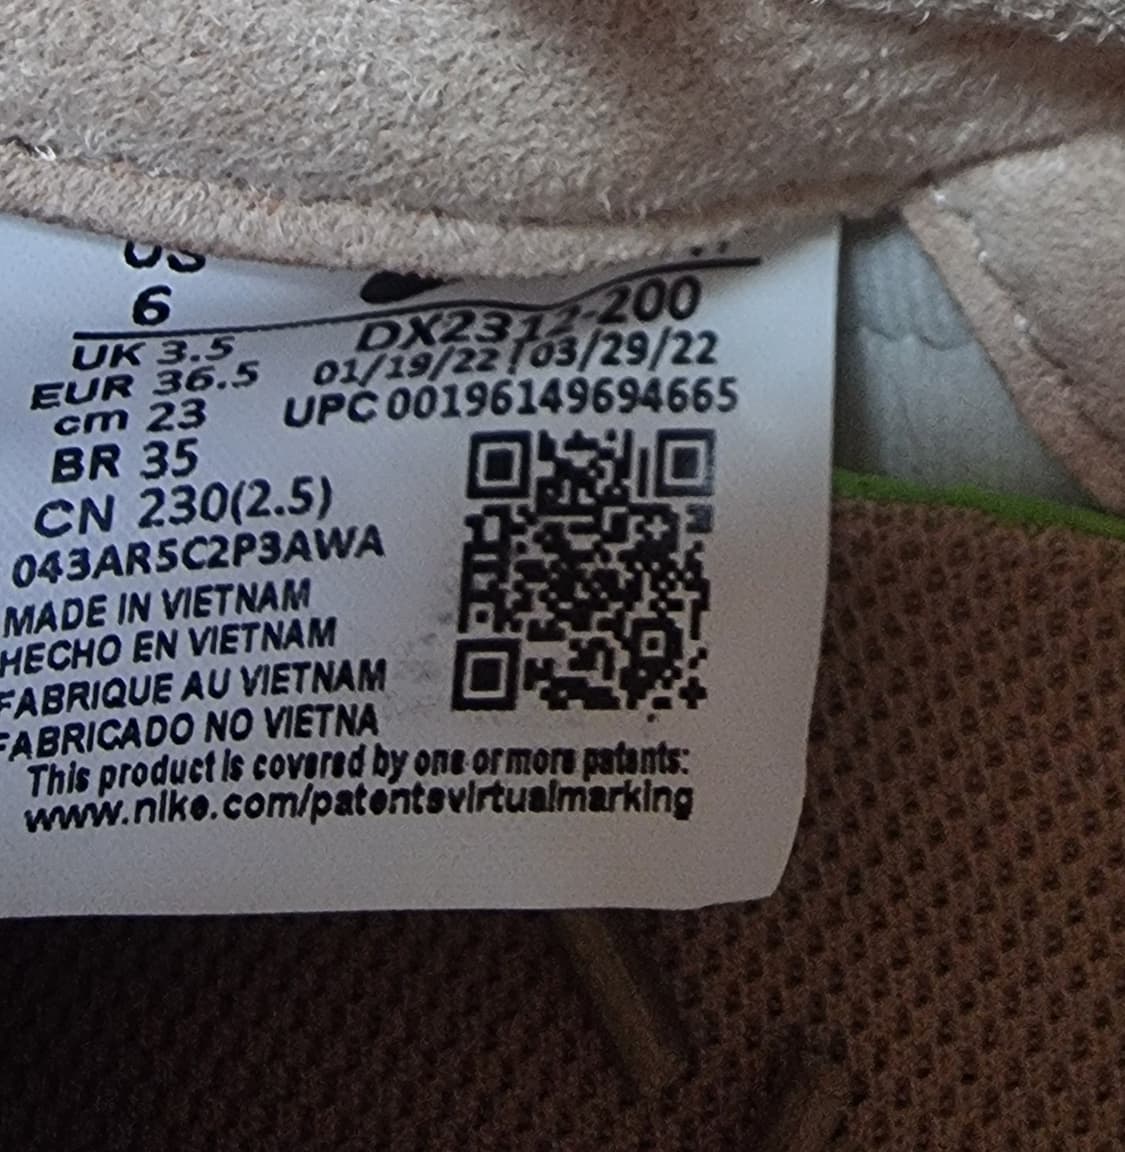 US
6
UK 3.5
EUR 36.5
cm 23
BR 35
CN 230(2.5)
043AR5C2P3AWA
DX2312-200
01/19/22 / 03/29/22
UPC 00196149694665
MADE IN VIETNAM
HECHO EN VIETNAM
FABRIQUE AU VIETNAM
FABRICADO NO VIETNA
This product is covered by one or more patents:
www.nike.com/patentsvirtualmarking